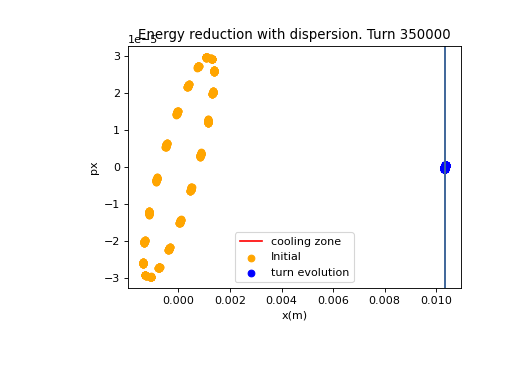 Energy reduction with dispersion. Turn 350000
1e−5
3
2
1
0
−1
−2
−3
px
cooling zone
Initial
turn evolution
0.000 0.002 0.004 0.006 0.008 0.010
x(m)